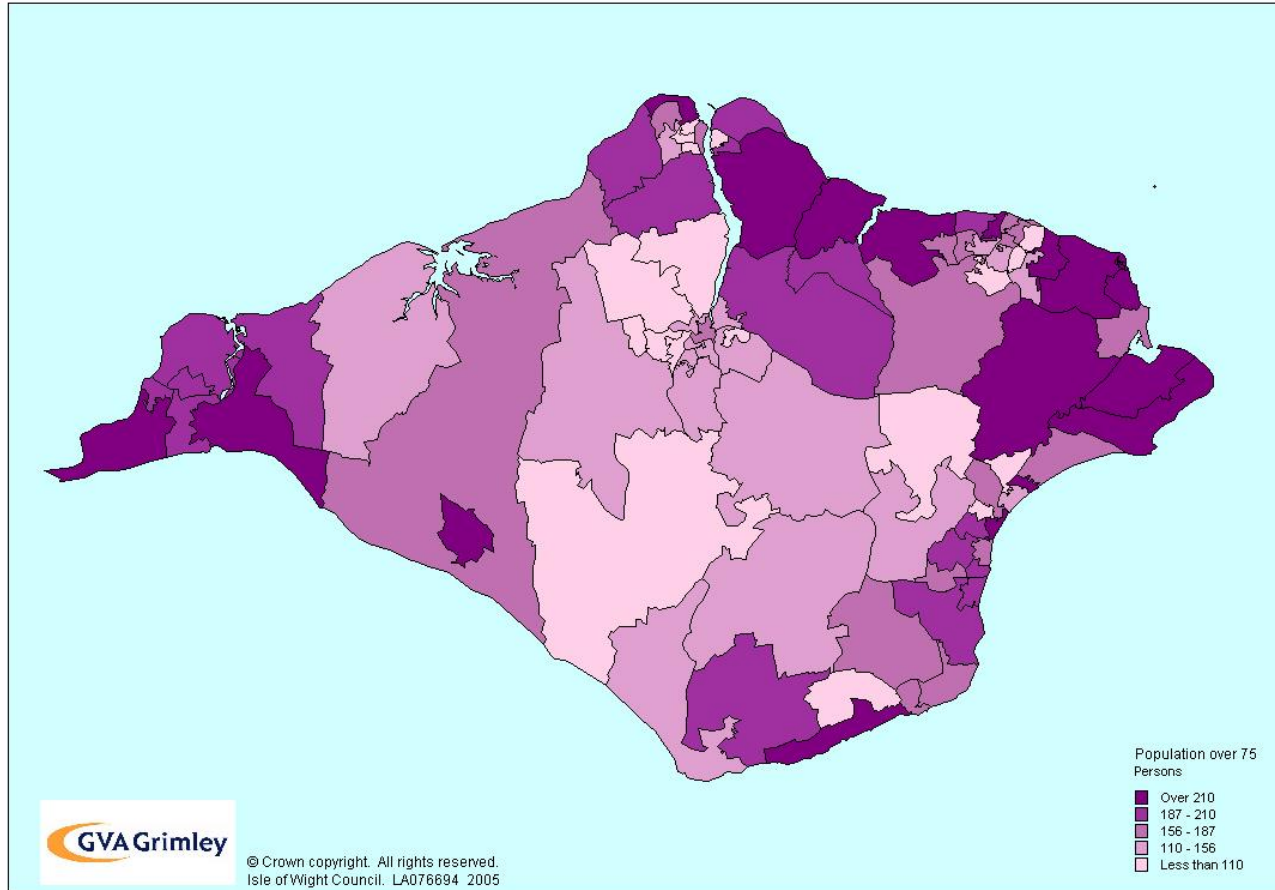 Population over 75
Persons
Over 210
187 - 210
156 - 187
110 - 156
Less than 110
GVA Grimley
© Crown copyright. All rights reserved.
Isle of Wight Council. LA076694 2005